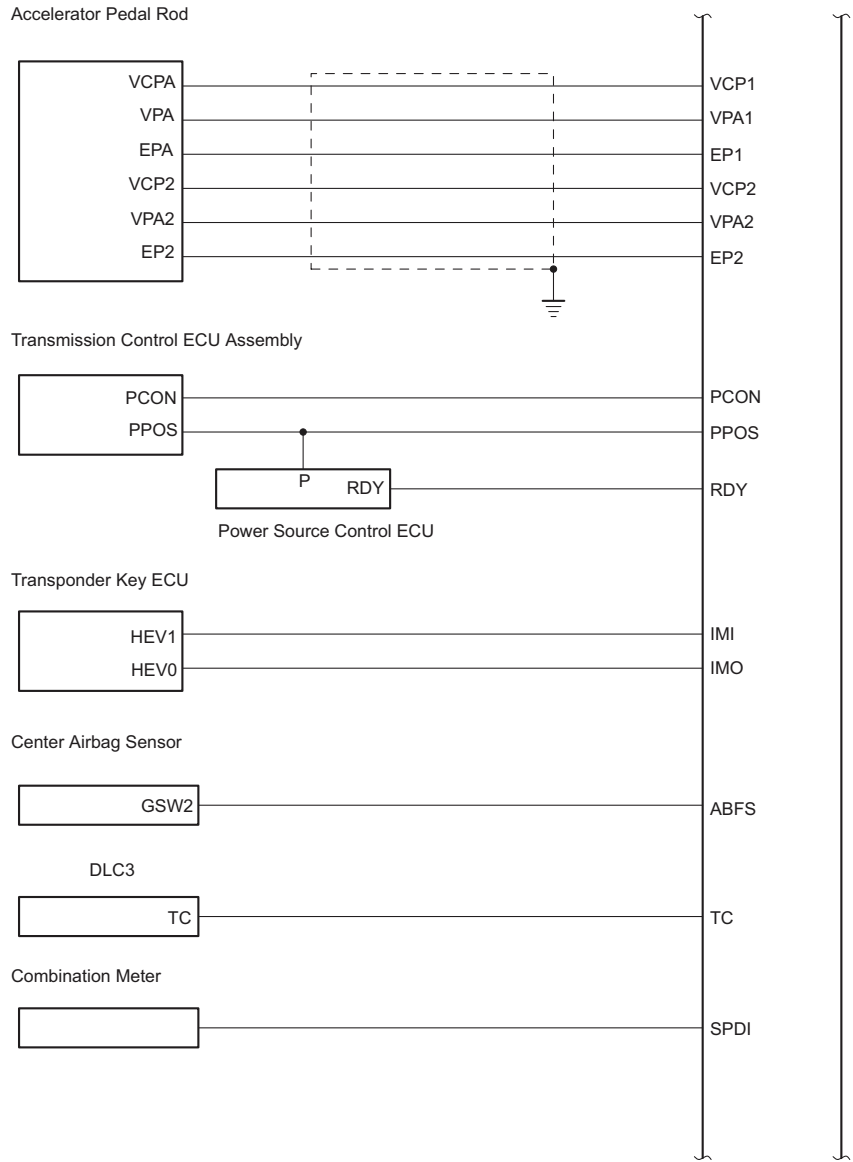 Accelerator Pedal Rod
VCPA VCP1
VPA VPA1
EPA EP1
VCP2 VCP2
VPA2 VPA2
EP2 EP2
Transmission Control ECU Assembly
PCON PCON
PPOS PPOS
P RDY RDY
Power Source Control ECU
Transponder Key ECU
HEV1 IMI
HEV0 IMO
Center Airbag Sensor
GSW2 ABFS
DLC3
TC TC
Combination Meter
SPDI